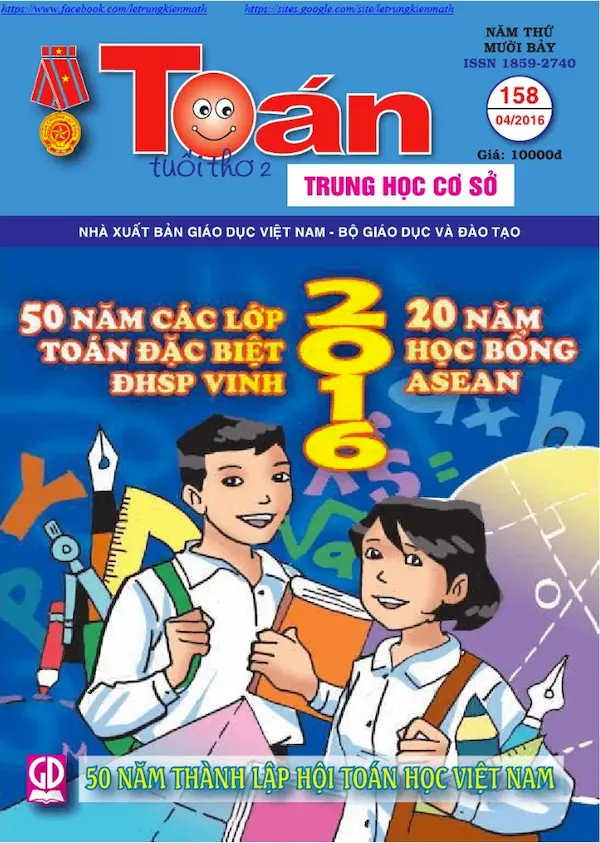 https://www.facebook.com/letrungkienmath
https://sites.google.com/site/letrungkienmath
NĂM THỨ
MƯỜI BẢY
ISSN 1859-2740
Toán
tuổi thơ 2
158
04/2016
Giá: 10000đ
TRUNG HỌC CƠ SỞ
NHÀ XUẤT BẢN GIÁO DỤC VIỆT NAM - BỘ GIÁO DỤC VÀ ĐÀO TẠO
50 NĂM CÁC LỚP
TOÁN ĐẶC BIỆT
ĐHSP VINH
2016
20 NĂM
HỌC BỔNG
ASEAN
a×b
Y
S=
√a
M
GD
50 NĂM THÀNH LẬP HỘI TOÁN HỌC VIỆT NAM